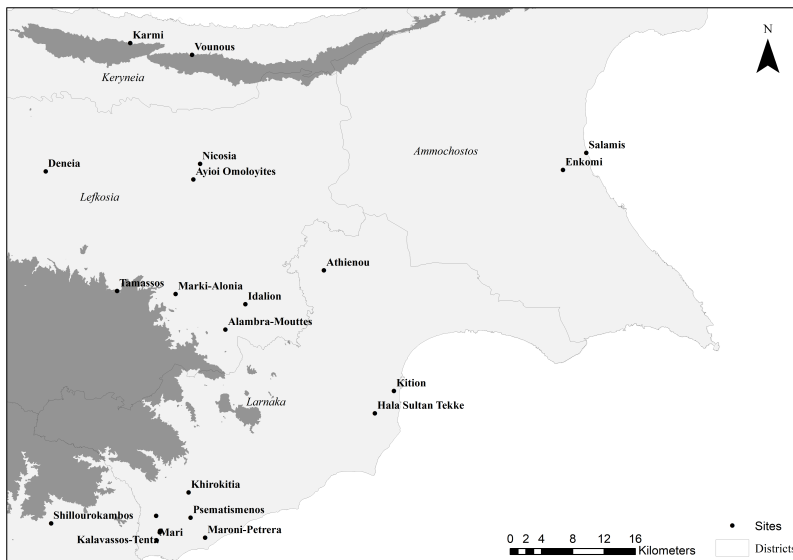 Karmi
Vounous
N
Keryneia
Salamis
Ammochostos
Nicosia
Enkomi
Deneia
Ayioi Omoloyites
Lefkosia
Athienou
Tamassos
Marki-Alonia
Idalion
Alambra-Mouttes
Kition
Larnaka
Hala Sultan Tekke
Khirokitia
Shillourokambos
Psematismenos
Mari
Maroni-Petrera
Kalavassos-Tenta
Sites
0 2 4 8 12 16
Kilometers
Districts